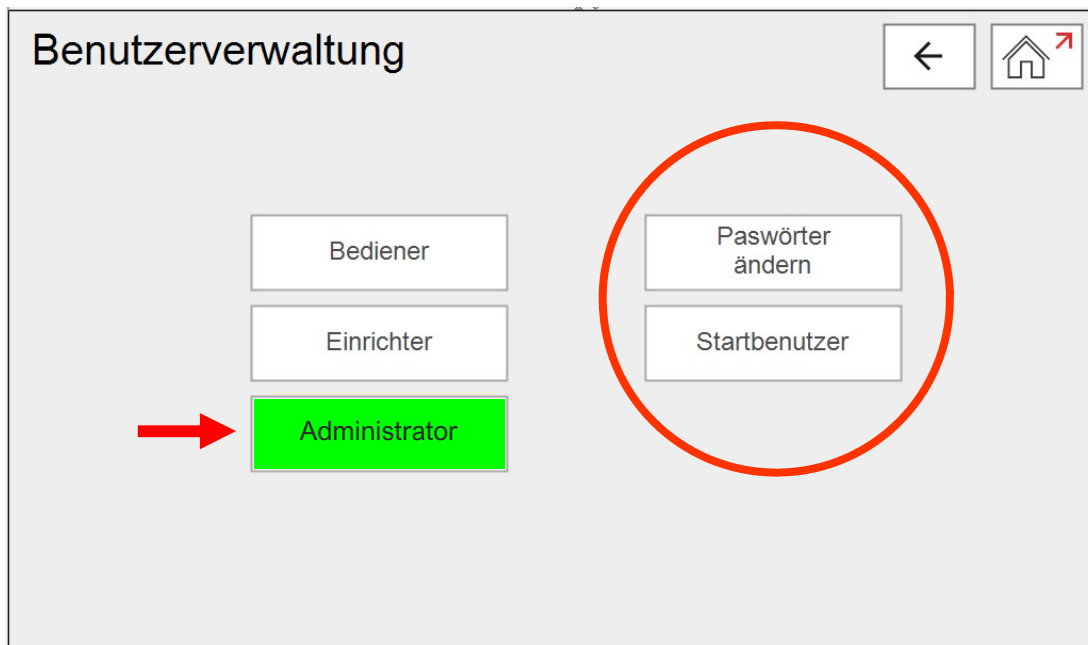 Benutzerverwaltung
Bediener
Paswörter
ändern
Einrichter
Startbenutzer
Administrator